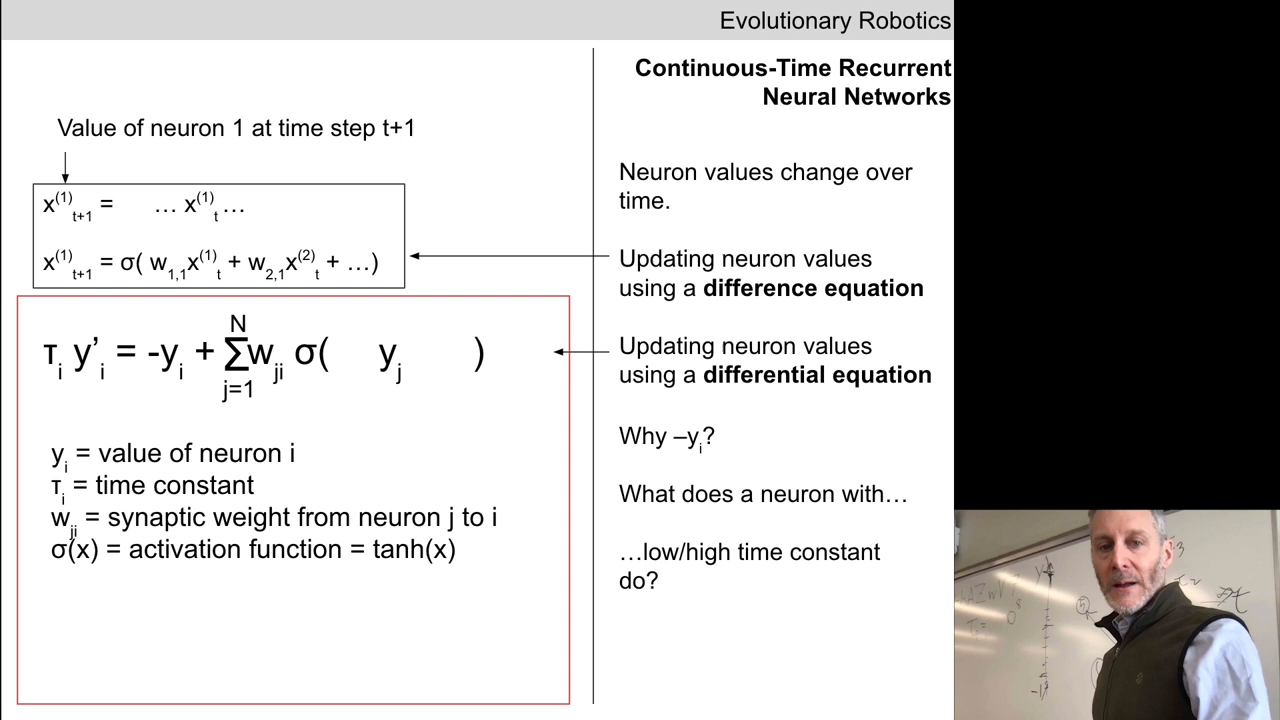 Evolutionary Robotics
Continuous-Time Recurrent
Neural Networks
Value of neuron 1 at time step t+1
x⁽¹⁾ₜ₊₁ = … x⁽¹⁾ₜ …
x⁽¹⁾ₜ₊₁ = σ( w₁,₁x⁽¹⁾ₜ + w₂,₁x⁽²⁾ₜ + …)
τᵢ y’ᵢ = -yᵢ + Σ wⱼᵢ σ( yⱼ )
N
j=1
yᵢ = value of neuron i
τᵢ = time constant
wⱼᵢ = synaptic weight from neuron j to i
σ(x) = activation function = tanh(x)
Neuron values change over
time.
Updating neuron values
using a difference equation
Updating neuron values
using a differential equation
Why –yᵢ?
What does a neuron with…
…low/high time constant
do?